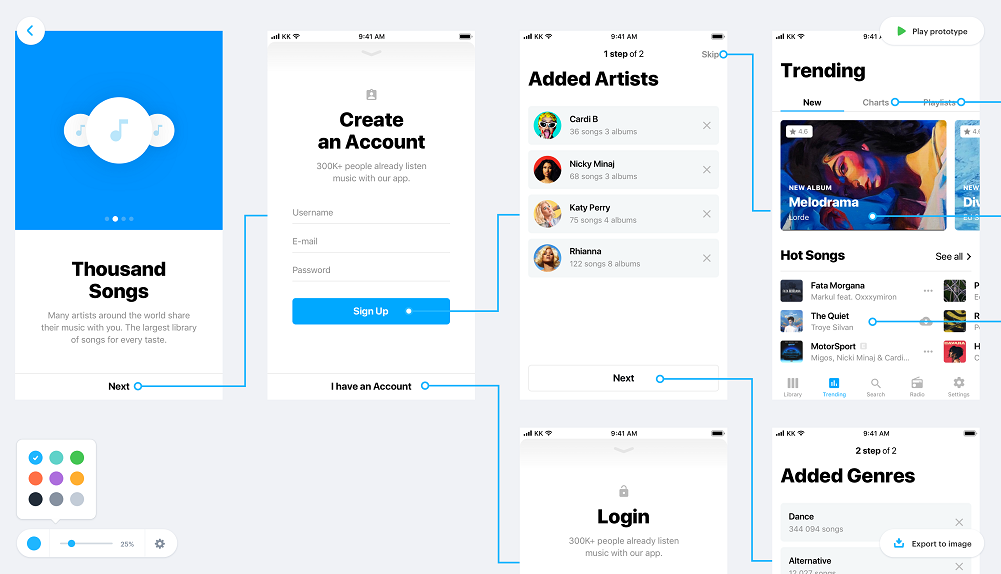 Thousand
Songs
Many artists around the world share
their music with you. The largest library
of songs for every taste.
Next
KK
9:41 AM
Create
an Account
300K+ people already listen
music with our app.
Username
E-mail
Password
Sign Up
I have an Account
KK
9:41 AM
1 step of 2
Skip
Added Artists
Cardi B
36 songs 3 albums
Nicky Minaj
68 songs 3 albums
Katy Perry
75 songs 4 albums
Rhianna
122 songs 8 albums
Next
KK
9:41 AM
Login
300K+ people already listen
music with our app.
KK
9:41
Play prototype
Trending
New
Charts
Playlists
4.6
4.6
NEW ALBUM
Melodrama
Lorde
Div
Ed S
Hot Songs
See all
Fata Morgana
Markul feat. Oxxxymiron
The Quiet
Troye Silvan
MotorSport E
Migos, Nicki Minaj & Cardi...
Library
Trending
Search
Radio
Settings
KK
9:41 AM
2 step of 2
Added Genres
Dance
344 094 songs
Alternative
12 027 songs
25%
Export to image